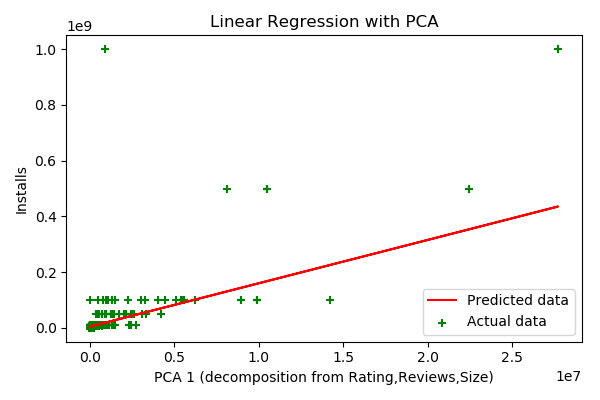 Linear Regression with PCA
1e9
1.0
0.8
0.6
0.4
0.2
0.0
Installs
Predicted data
Actual data
0.0 0.5 1.0 1.5 2.0 2.5
1e7
PCA 1 (decomposition from Rating,Reviews,Size)